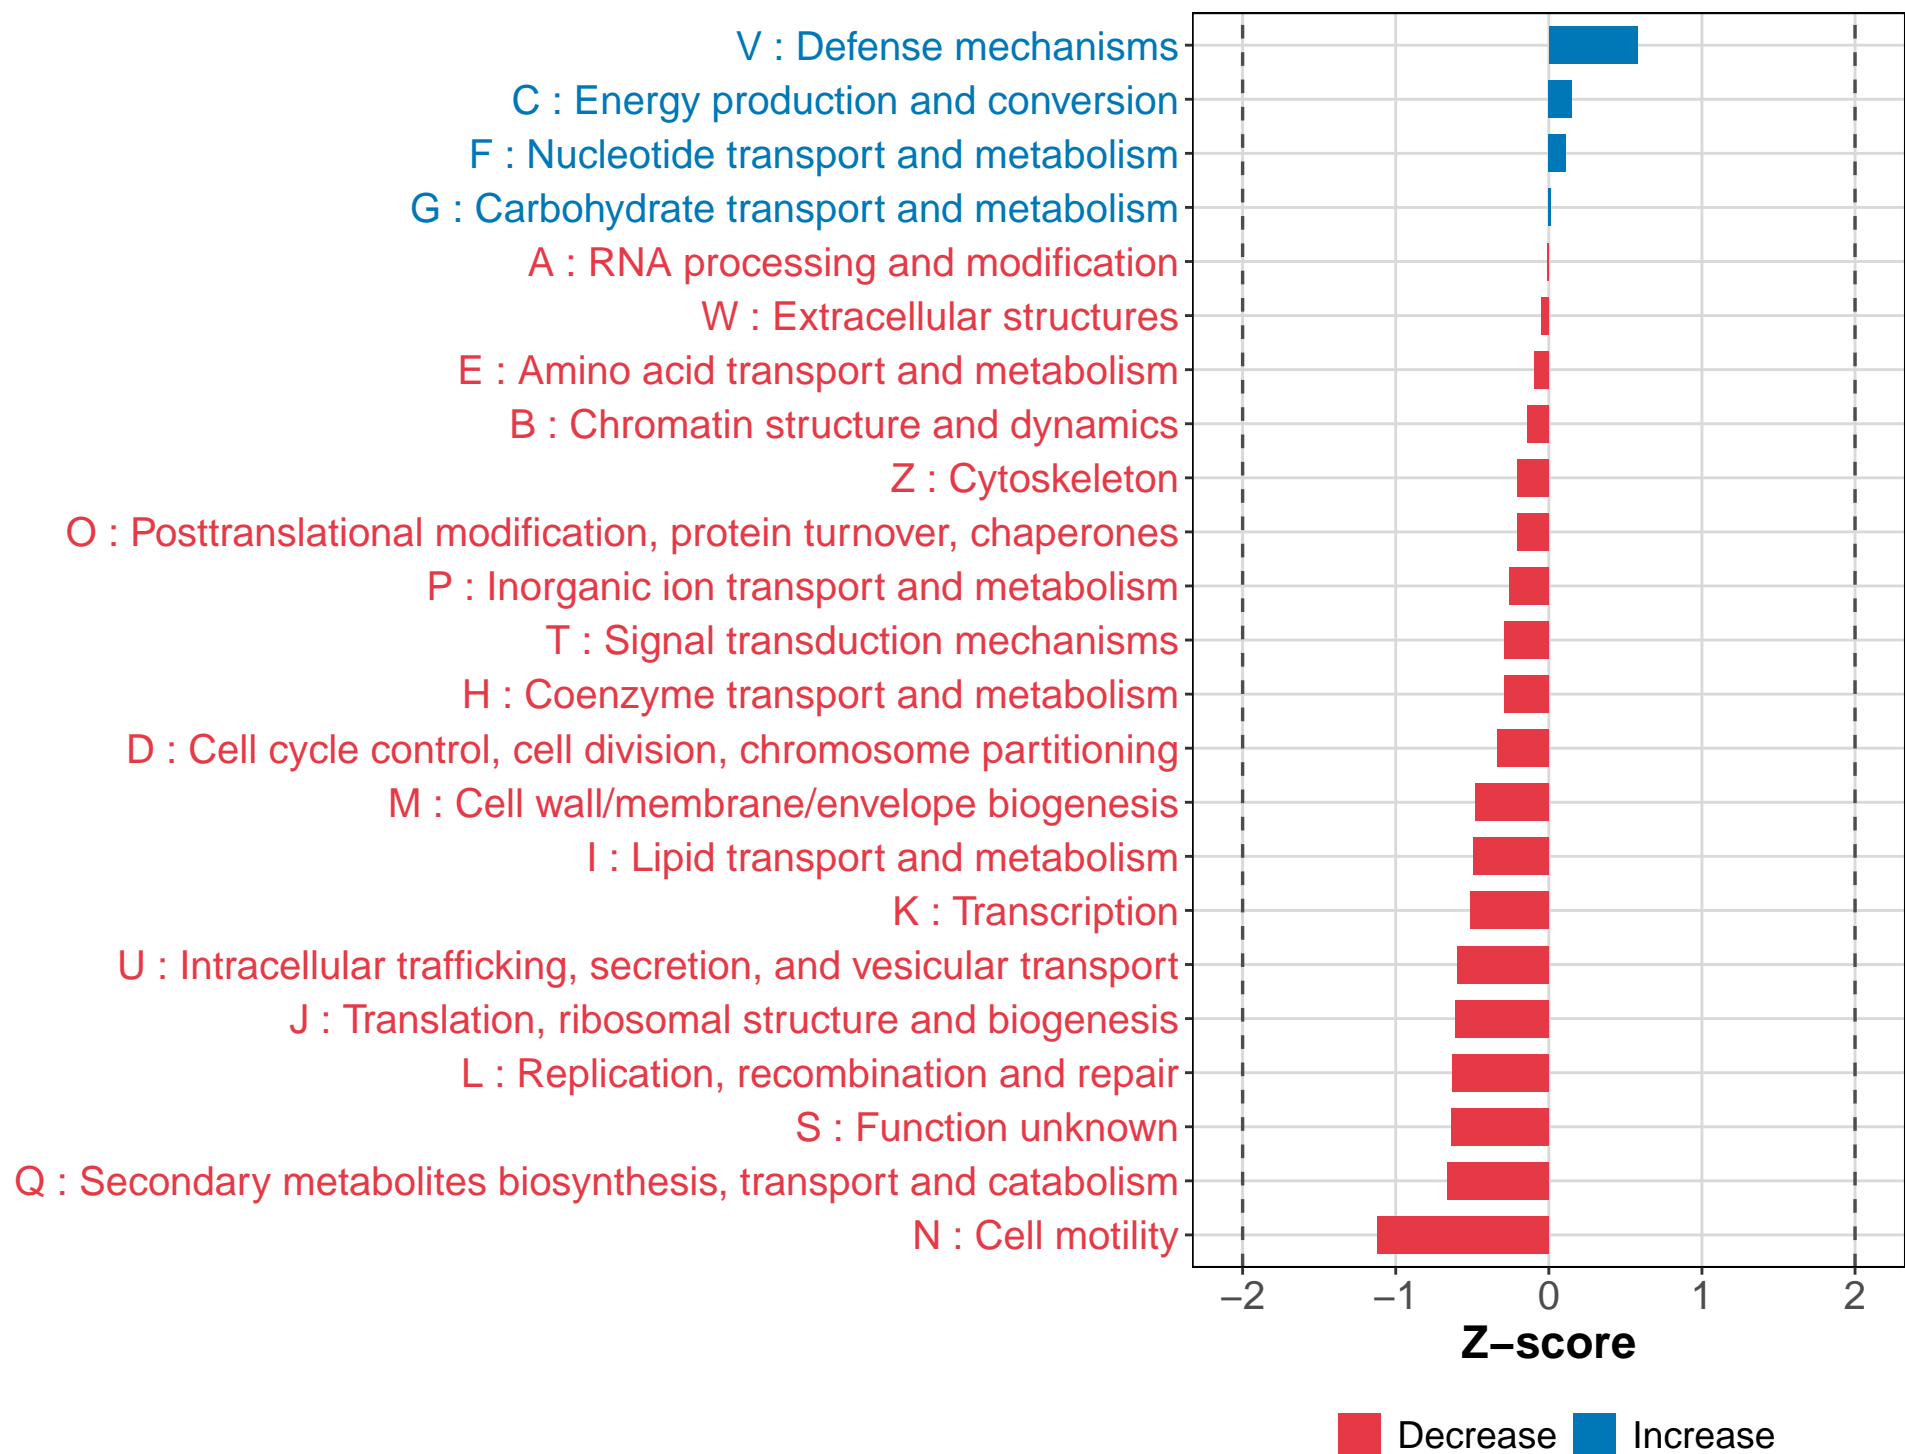 V : Defense mechanisms
C : Energy production and conversion
F : Nucleotide transport and metabolism
G : Carbohydrate transport and metabolism
A : RNA processing and modification
W : Extracellular structures
E : Amino acid transport and metabolism
B : Chromatin structure and dynamics
Z : Cytoskeleton
O : Posttranslational modification, protein turnover, chaperones
P : Inorganic ion transport and metabolism
T : Signal transduction mechanisms
H : Coenzyme transport and metabolism
D : Cell cycle control, cell division, chromosome partitioning
M : Cell wall/membrane/envelope biogenesis
I : Lipid transport and metabolism
K : Transcription
U : Intracellular trafficking, secretion, and vesicular transport
J : Translation, ribosomal structure and biogenesis
L : Replication, recombination and repair
S : Function unknown
Q : Secondary metabolites biosynthesis, transport and catabolism
N : Cell motility
−2 −1 0 1 2
Z−score
Decrease Increase